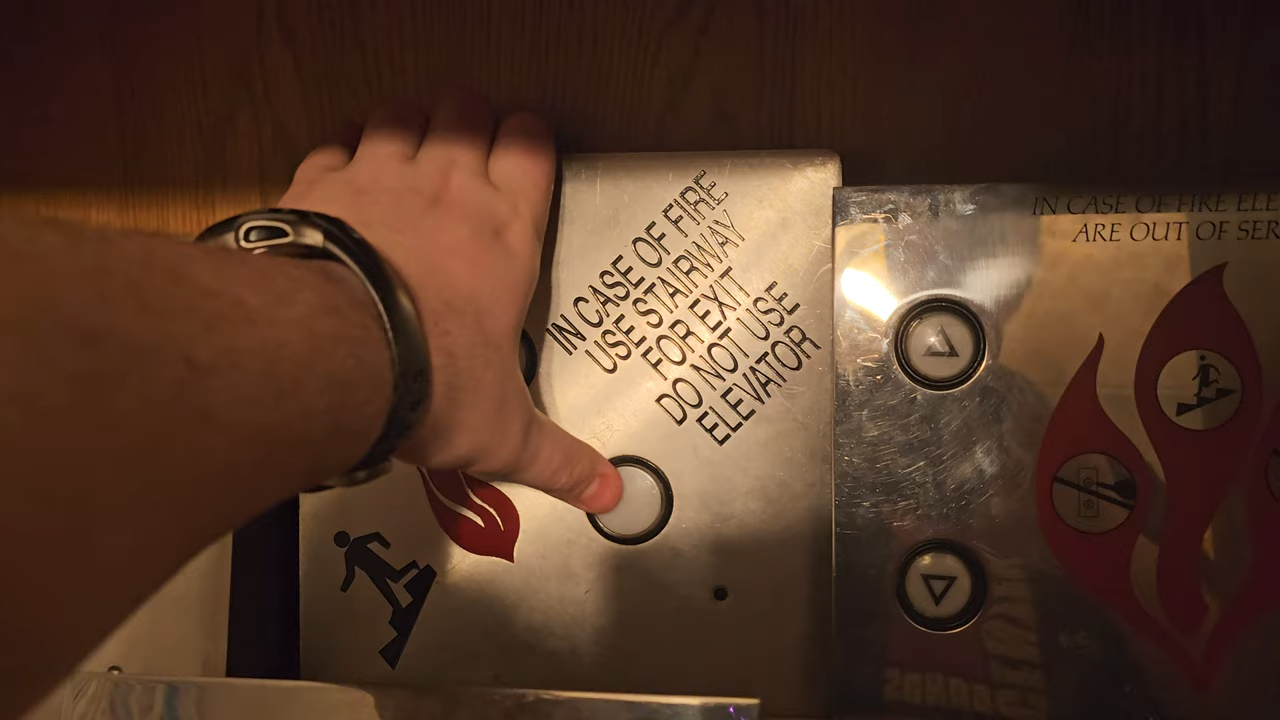 IN CASE OF FIRE
USE STAIRWAY
FOR EXIT
DO NOT USE
ELEVATOR
IN CASE OF FIRE ELE
ARE OUT OF SER